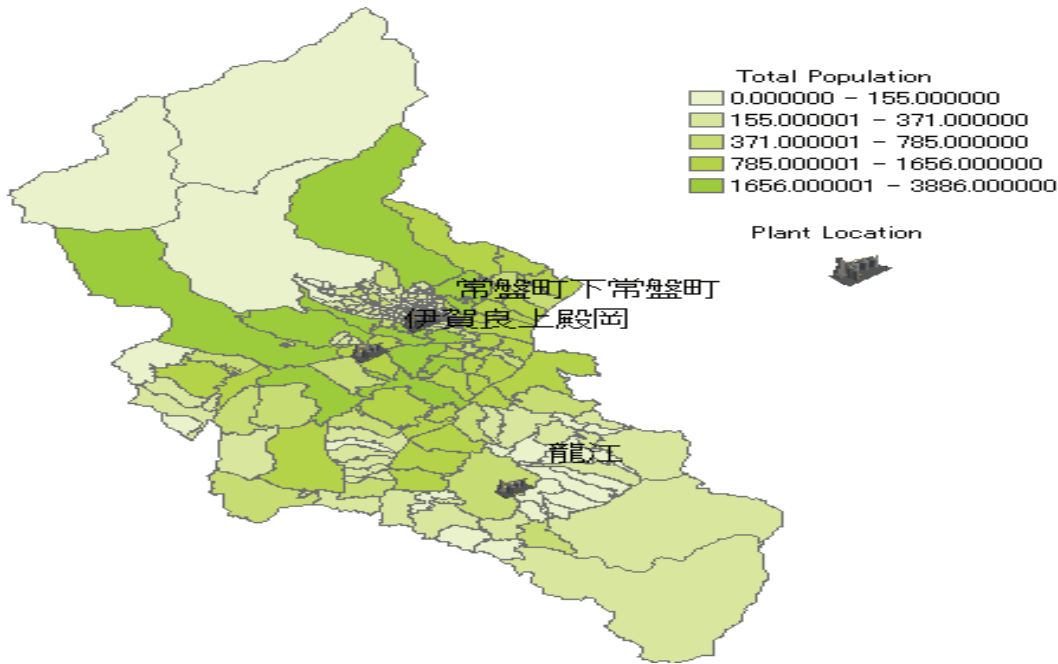 Total Population
0.000000 - 155.000000
155.000001 - 371.000000
371.000001 - 785.000000
785.000001 - 1656.000000
1656.000001 - 3886.000000
Plant Location
常盤町下常盤町
伊賀良上殿岡
龍江